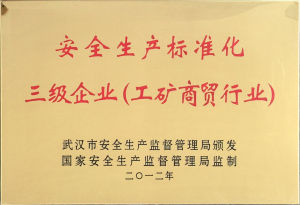 安全生产标准化
三级企业(工矿商贸行业)
武汉市安全生产监督管理局颁发
国家安全生产监督管理局监制
二〇一二年